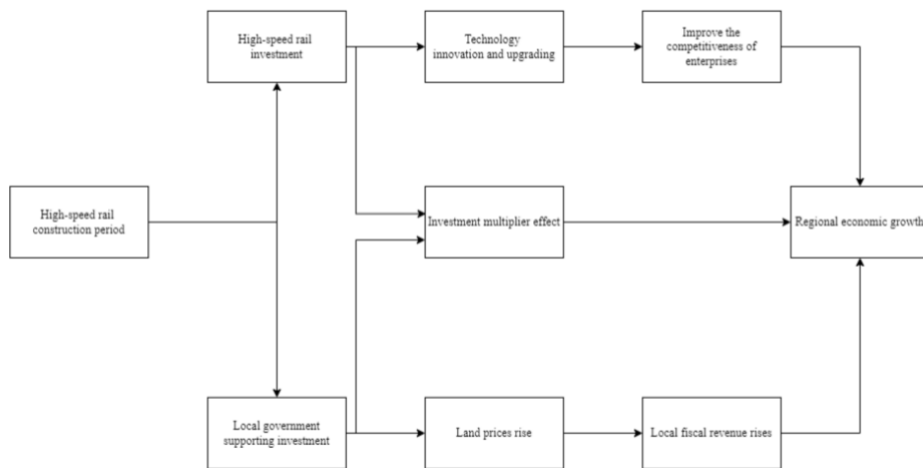 High-speed rail
investment
Technology
innovation and upgrading
Improve the
competitiveness of
enterprises
High-speed rail
construction period
Investment multiplier effect
Regional economic growth
Local government
supporting investment
Land prices rise
Local fiscal revenue rises